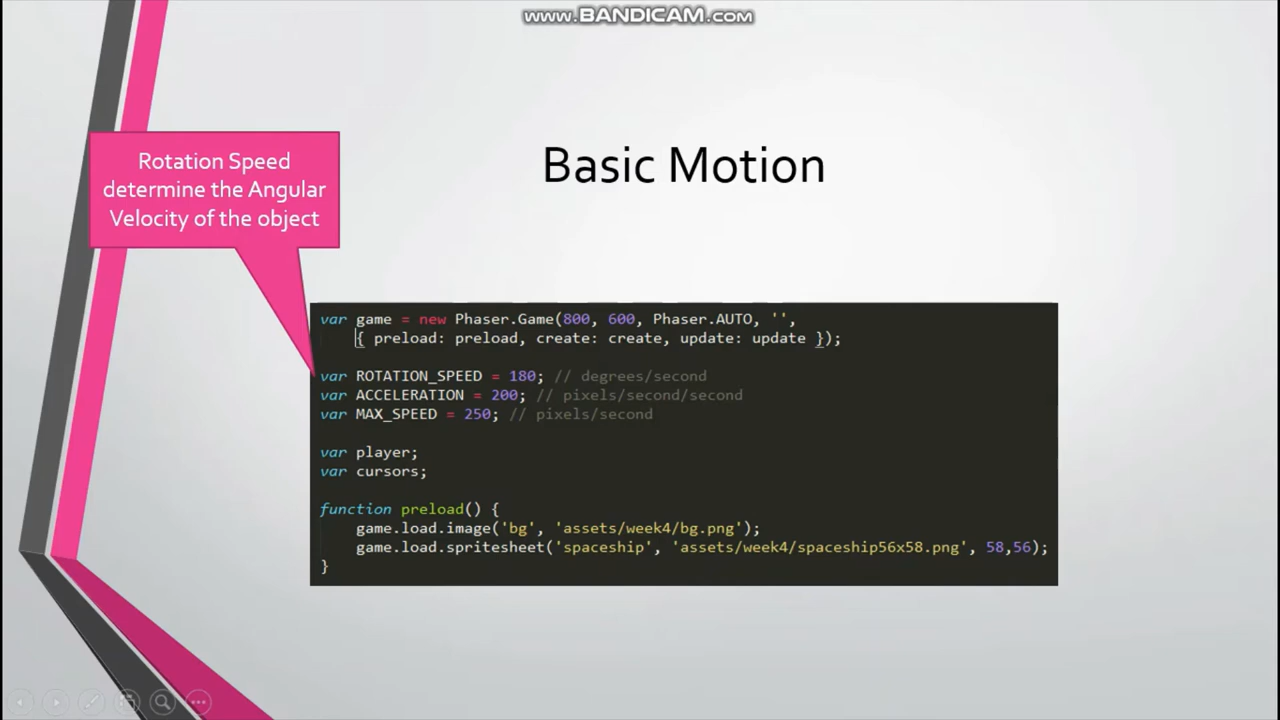 www.BANDICAM.com
Rotation Speed
determine the Angular
Velocity of the object
Basic Motion
var game = new Phaser.Game(800, 600, Phaser.AUTO, '',
    { preload: preload, create: create, update: update });
var ROTATION_SPEED = 180; // degrees/second
var ACCELERATION = 200; // pixels/second/second
var MAX_SPEED = 250; // pixels/second
var player;
var cursors;
function preload() {
    game.load.image('bg', 'assets/week4/bg.png');
    game.load.spritesheet('spaceship', 'assets/week4/spaceship56x58.png', 58,56);
}